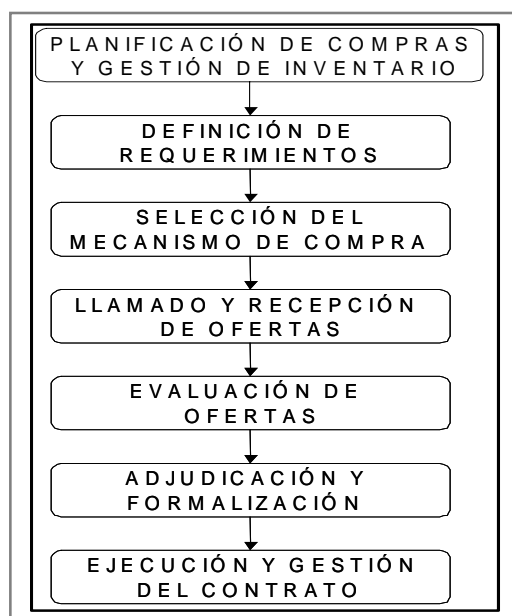 PLANIFICACIÓN DE COMPRAS
Y GESTIÓN DE INVENTARIO
DEFINICIÓN DE
REQUERIMIENTOS
SELECCIÓN DEL
MECANISMO DE COMPRA
LLAMADO Y RECEPCIÓN
DE OFERTAS
EVALUACIÓN DE
OFERTAS
ADJUDICACIÓN Y
FORMALIZACIÓN
EJECUCIÓN Y GESTIÓN
DEL CONTRATO